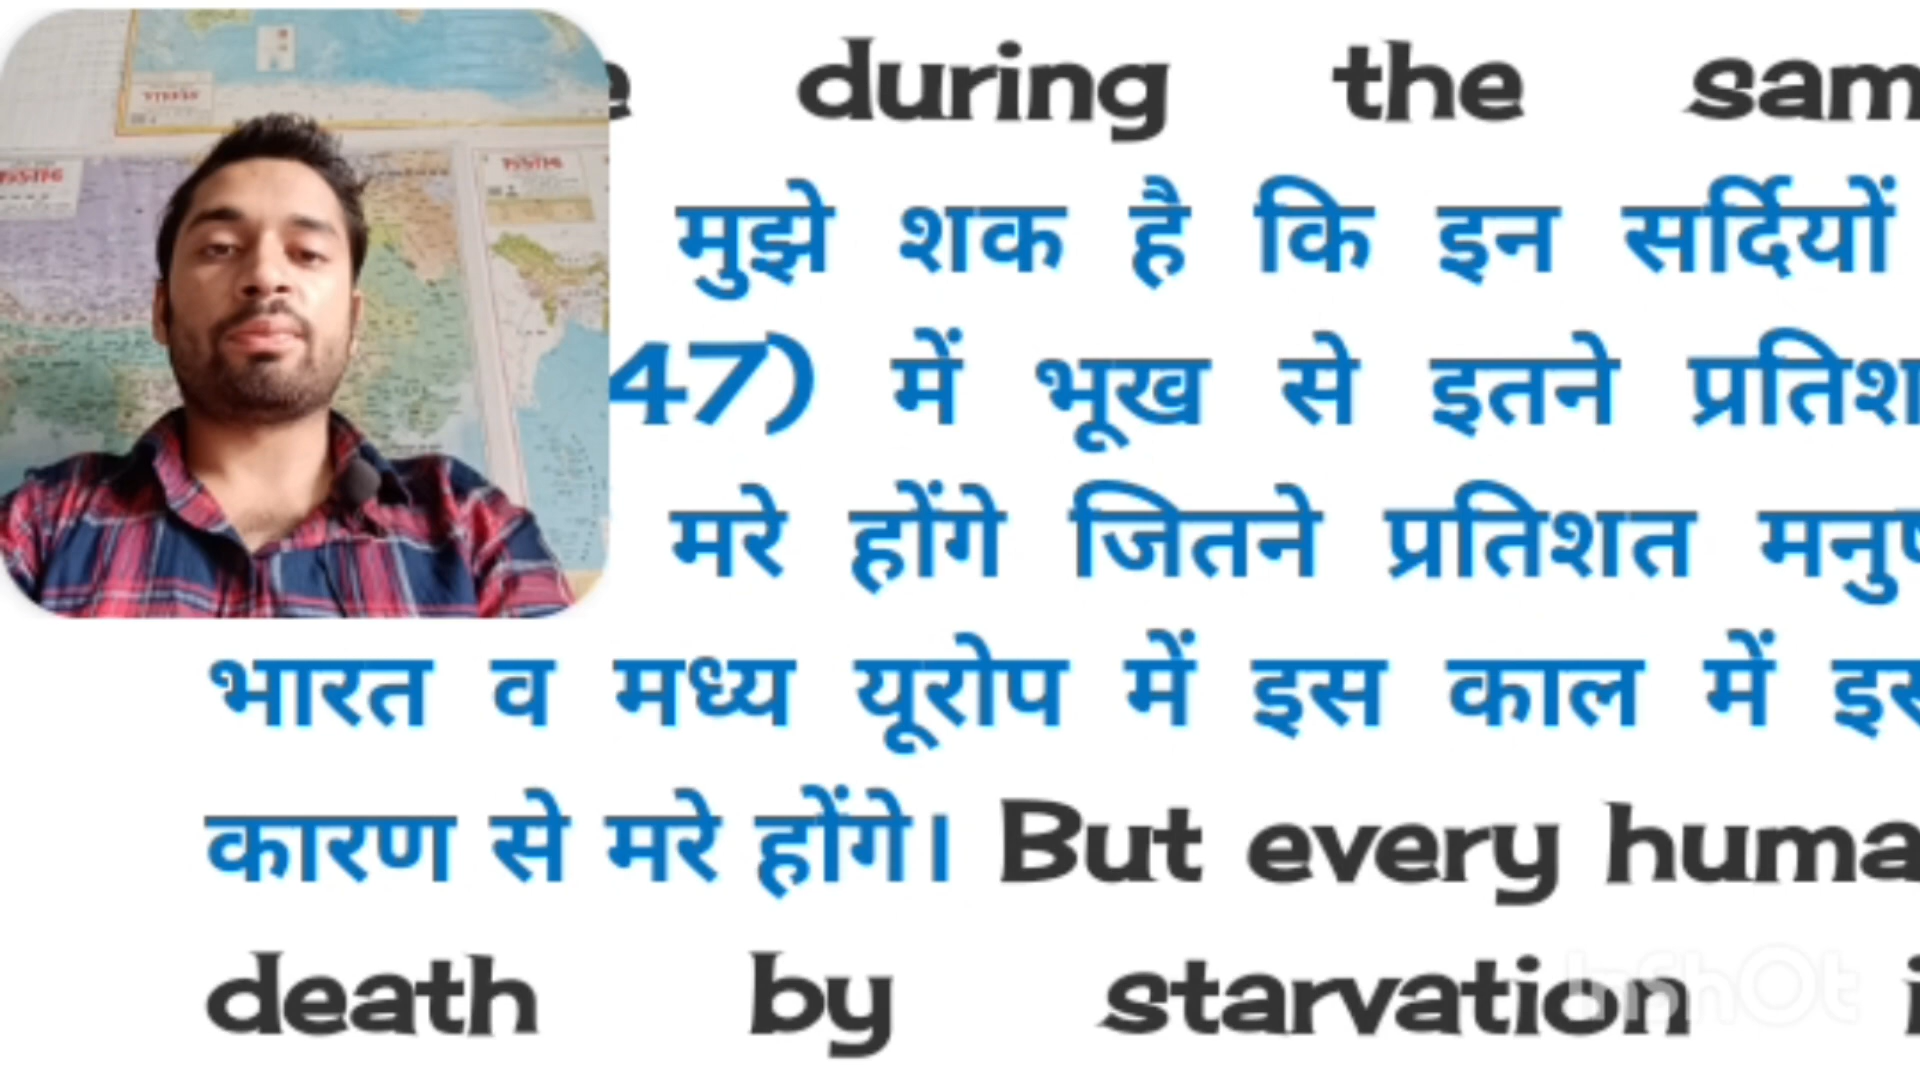 during the
मुझे शक है कि इन सर्दियों
47) में भूख से इतने
मरे होंगे जितने प्रतिशत
भारत व मध्य यूरोप में इस काल में
कारण से मरे होंगे। But every
death by starvation
InShOt